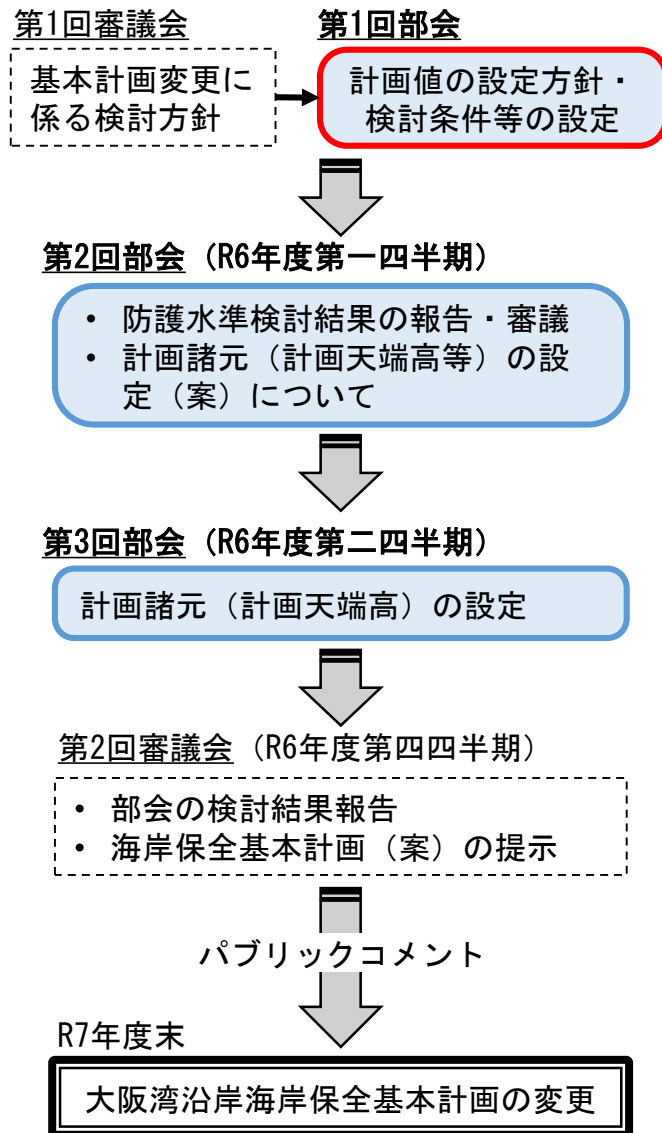 第1回審議会
第1回部会
基本計画変更に
係る検討方針
計画値の設定方針・
検討条件等の設定
第2回部会（R6年度第一四半期）
• 防護水準検討結果の報告・審議
• 計画諸元（計画天端高等）の設
定（案）について
第3回部会（R6年度第二四半期）
計画諸元（計画天端高）の設定
第2回審議会（R6年度第四四半期）
• 部会の検討結果報告
• 海岸保全基本計画（案）の提示
パブリックコメント
R7年度末
大阪湾沿岸海岸保全基本計画の変更